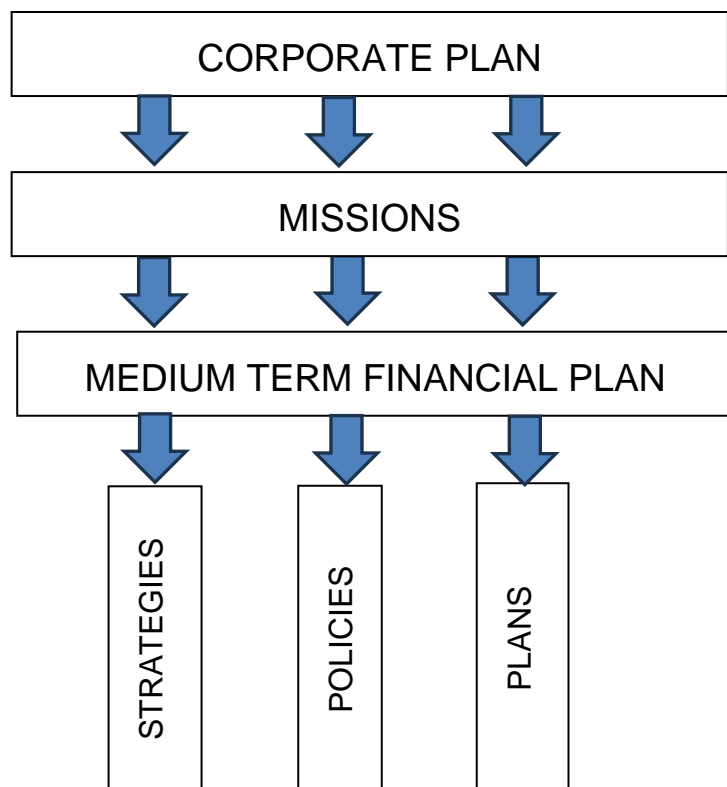 CORPORATE PLAN
MISSIONS
MEDIUM TERM FINANCIAL PLAN
STRATEGIES
POLICIES
PLANS